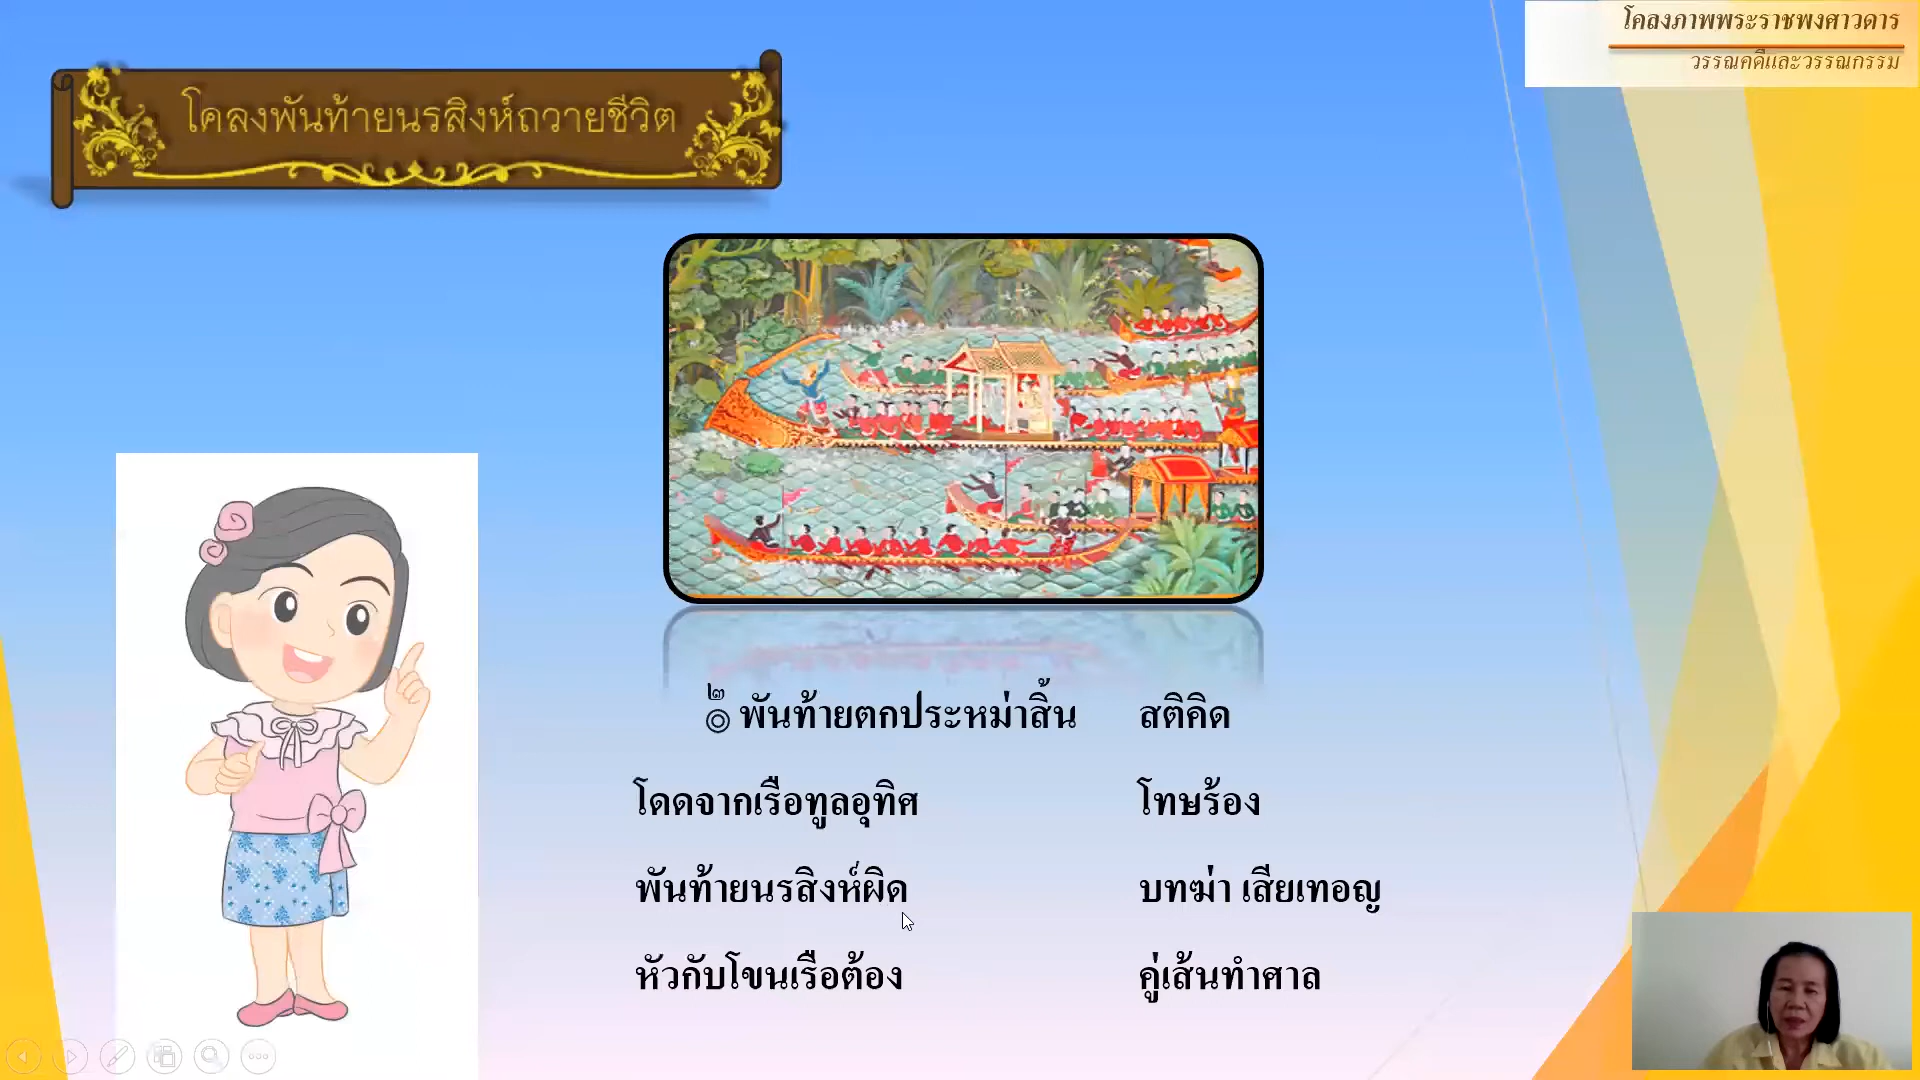 โคลงภาพพระราชพงศาวดาร
วรรณคดีและวรรณกรรม
โคลงพันท้ายนรสิงห์ถวายชีวิต
๒
๏ พันท้ายตกประหม่าสิ้น สติคิด
โดดจากเรือทูลอุทิศ โทษร้อง
พันท้ายนรสิงห์ผิด บทฆ่า เสียเทอญ
หัวกับโขนเรือต้อง คู่เส้นทำศาล